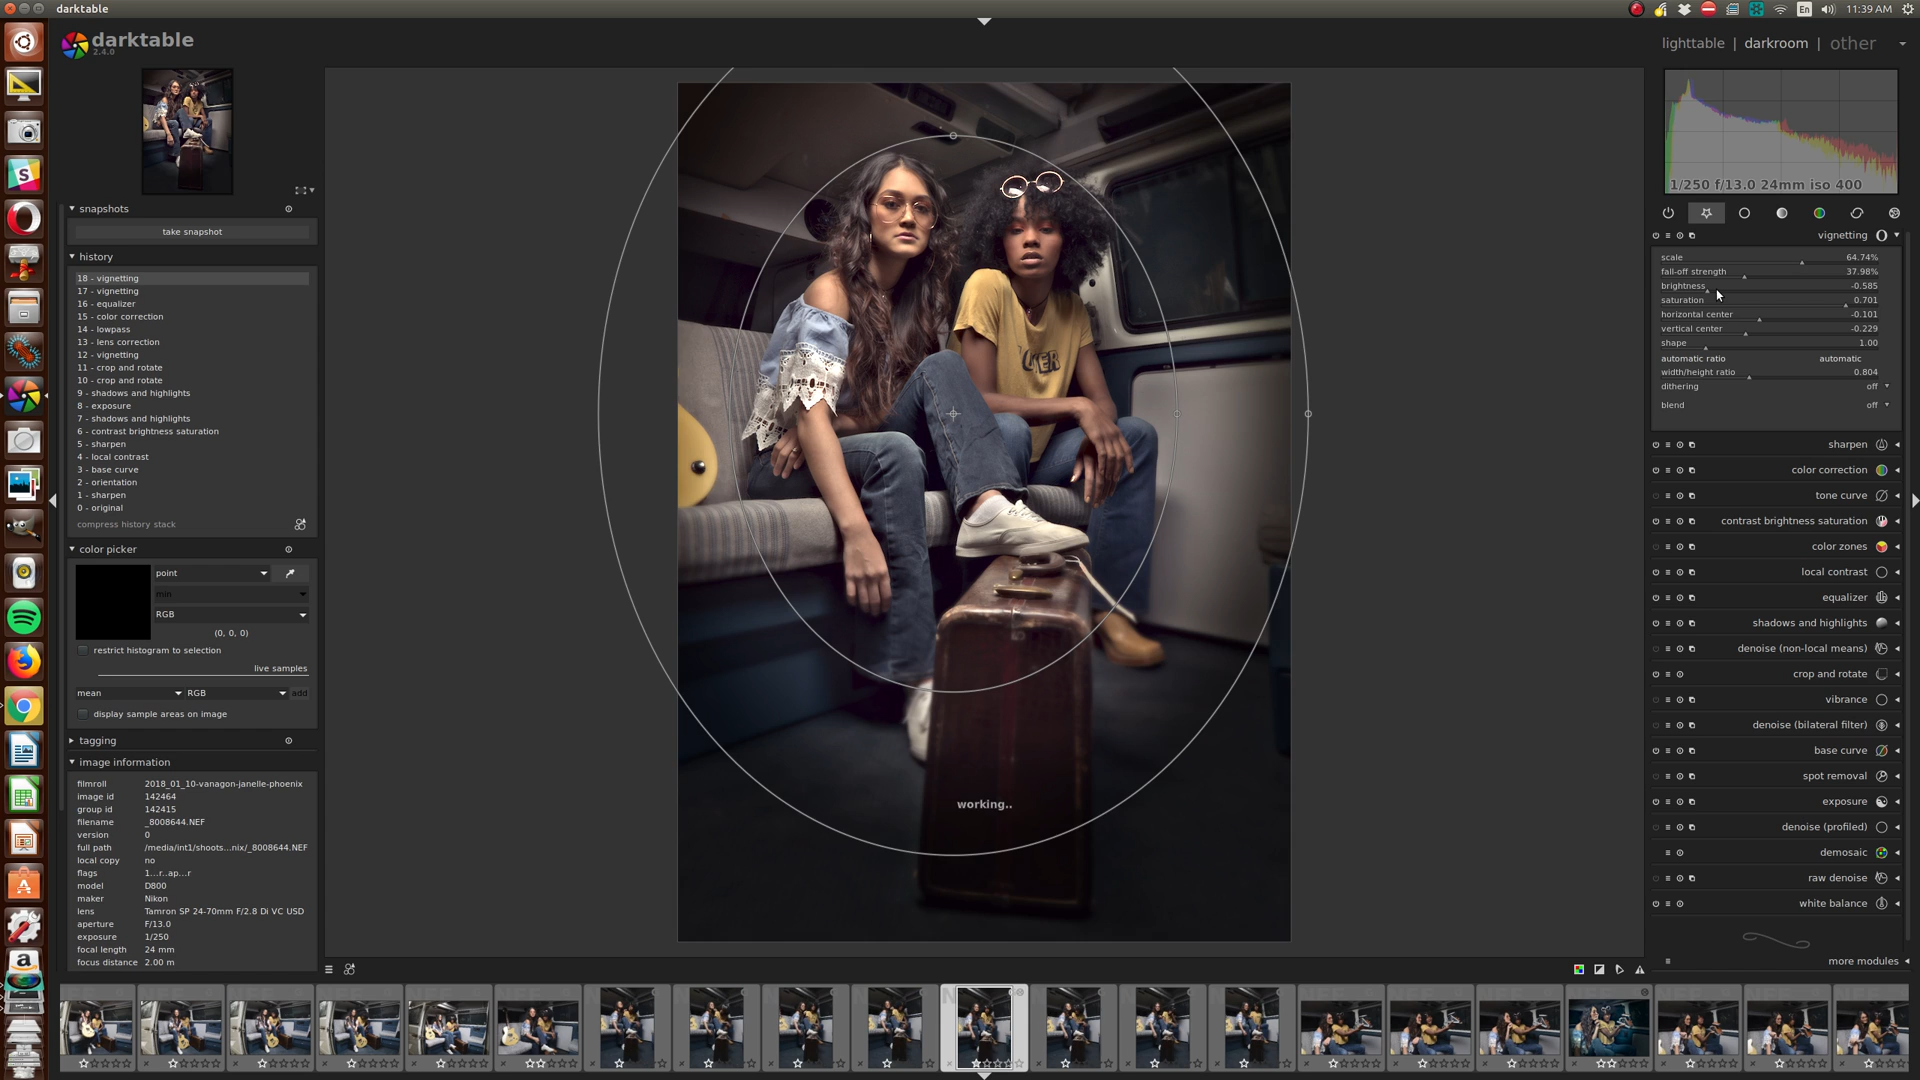 darktable
En
11:39 AM
darktable
2.4.0
lighttable | darkroom | other
snapshots
take snapshot
history
18 - vignetting
17 - vignetting
16 - equalizer
15 - color correction
14 - lowpass
13 - lens correction
12 - vignetting
11 - crop and rotate
10 - crop and rotate
9 - shadows and highlights
8 - exposure
7 - shadows and highlights
6 - contrast brightness saturation
5 - sharpen
4 - local contrast
3 - base curve
2 - orientation
1 - sharpen
0 - original
compress history stack
color picker
point
min
RGB
(0, 0, 0)
restrict histogram to selection
live samples
mean RGB add
display sample areas on image
tagging
image information
filmroll 2018_01_10-vanagon-janelle-phoenix
image id 142464
group id 142415
filename _8008644.NEF
version 0
full path /media/int1/shoots...nix/_8008644.NEF
local copy no
flags 1...r..ap...r
model D800
maker Nikon
lens Tamron SP 24-70mm F/2.8 Di VC USD
aperture F/13.0
exposure 1/250
focal length 24 mm
focus distance 2.00 m
working..
1/250 f/13.0 24mm iso 400
vignetting
scale 64.74%
fall-off strength 37.98%
brightness -0.585
saturation 0.701
horizontal center -0.101
vertical center -0.229
shape 1.00
automatic ratio automatic
width/height ratio 0.804
dithering off
blend off
sharpen
color correction
tone curve
contrast brightness saturation
color zones
local contrast
equalizer
shadows and highlights
denoise (non-local means)
crop and rotate
vibrance
denoise (bilateral filter)
base curve
spot removal
exposure
denoise (profiled)
demosaic
raw denoise
white balance
more modules